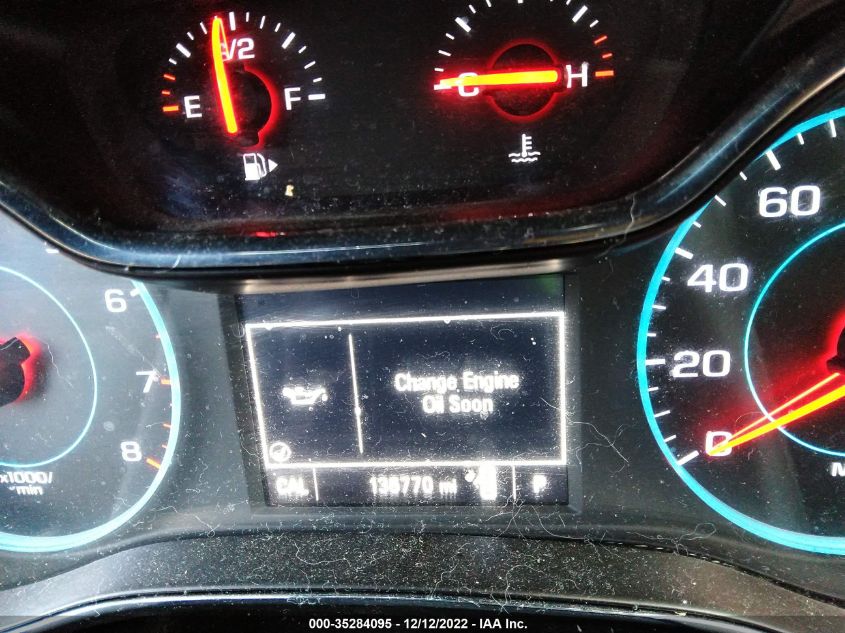 1/2
E
F
C
H
60
40
20
0
6
7
8
x1000/
min
Change Engine
Oil Soon
CAL
mi
P
M
000-35284095 - 12/12/2022 - IAA Inc.